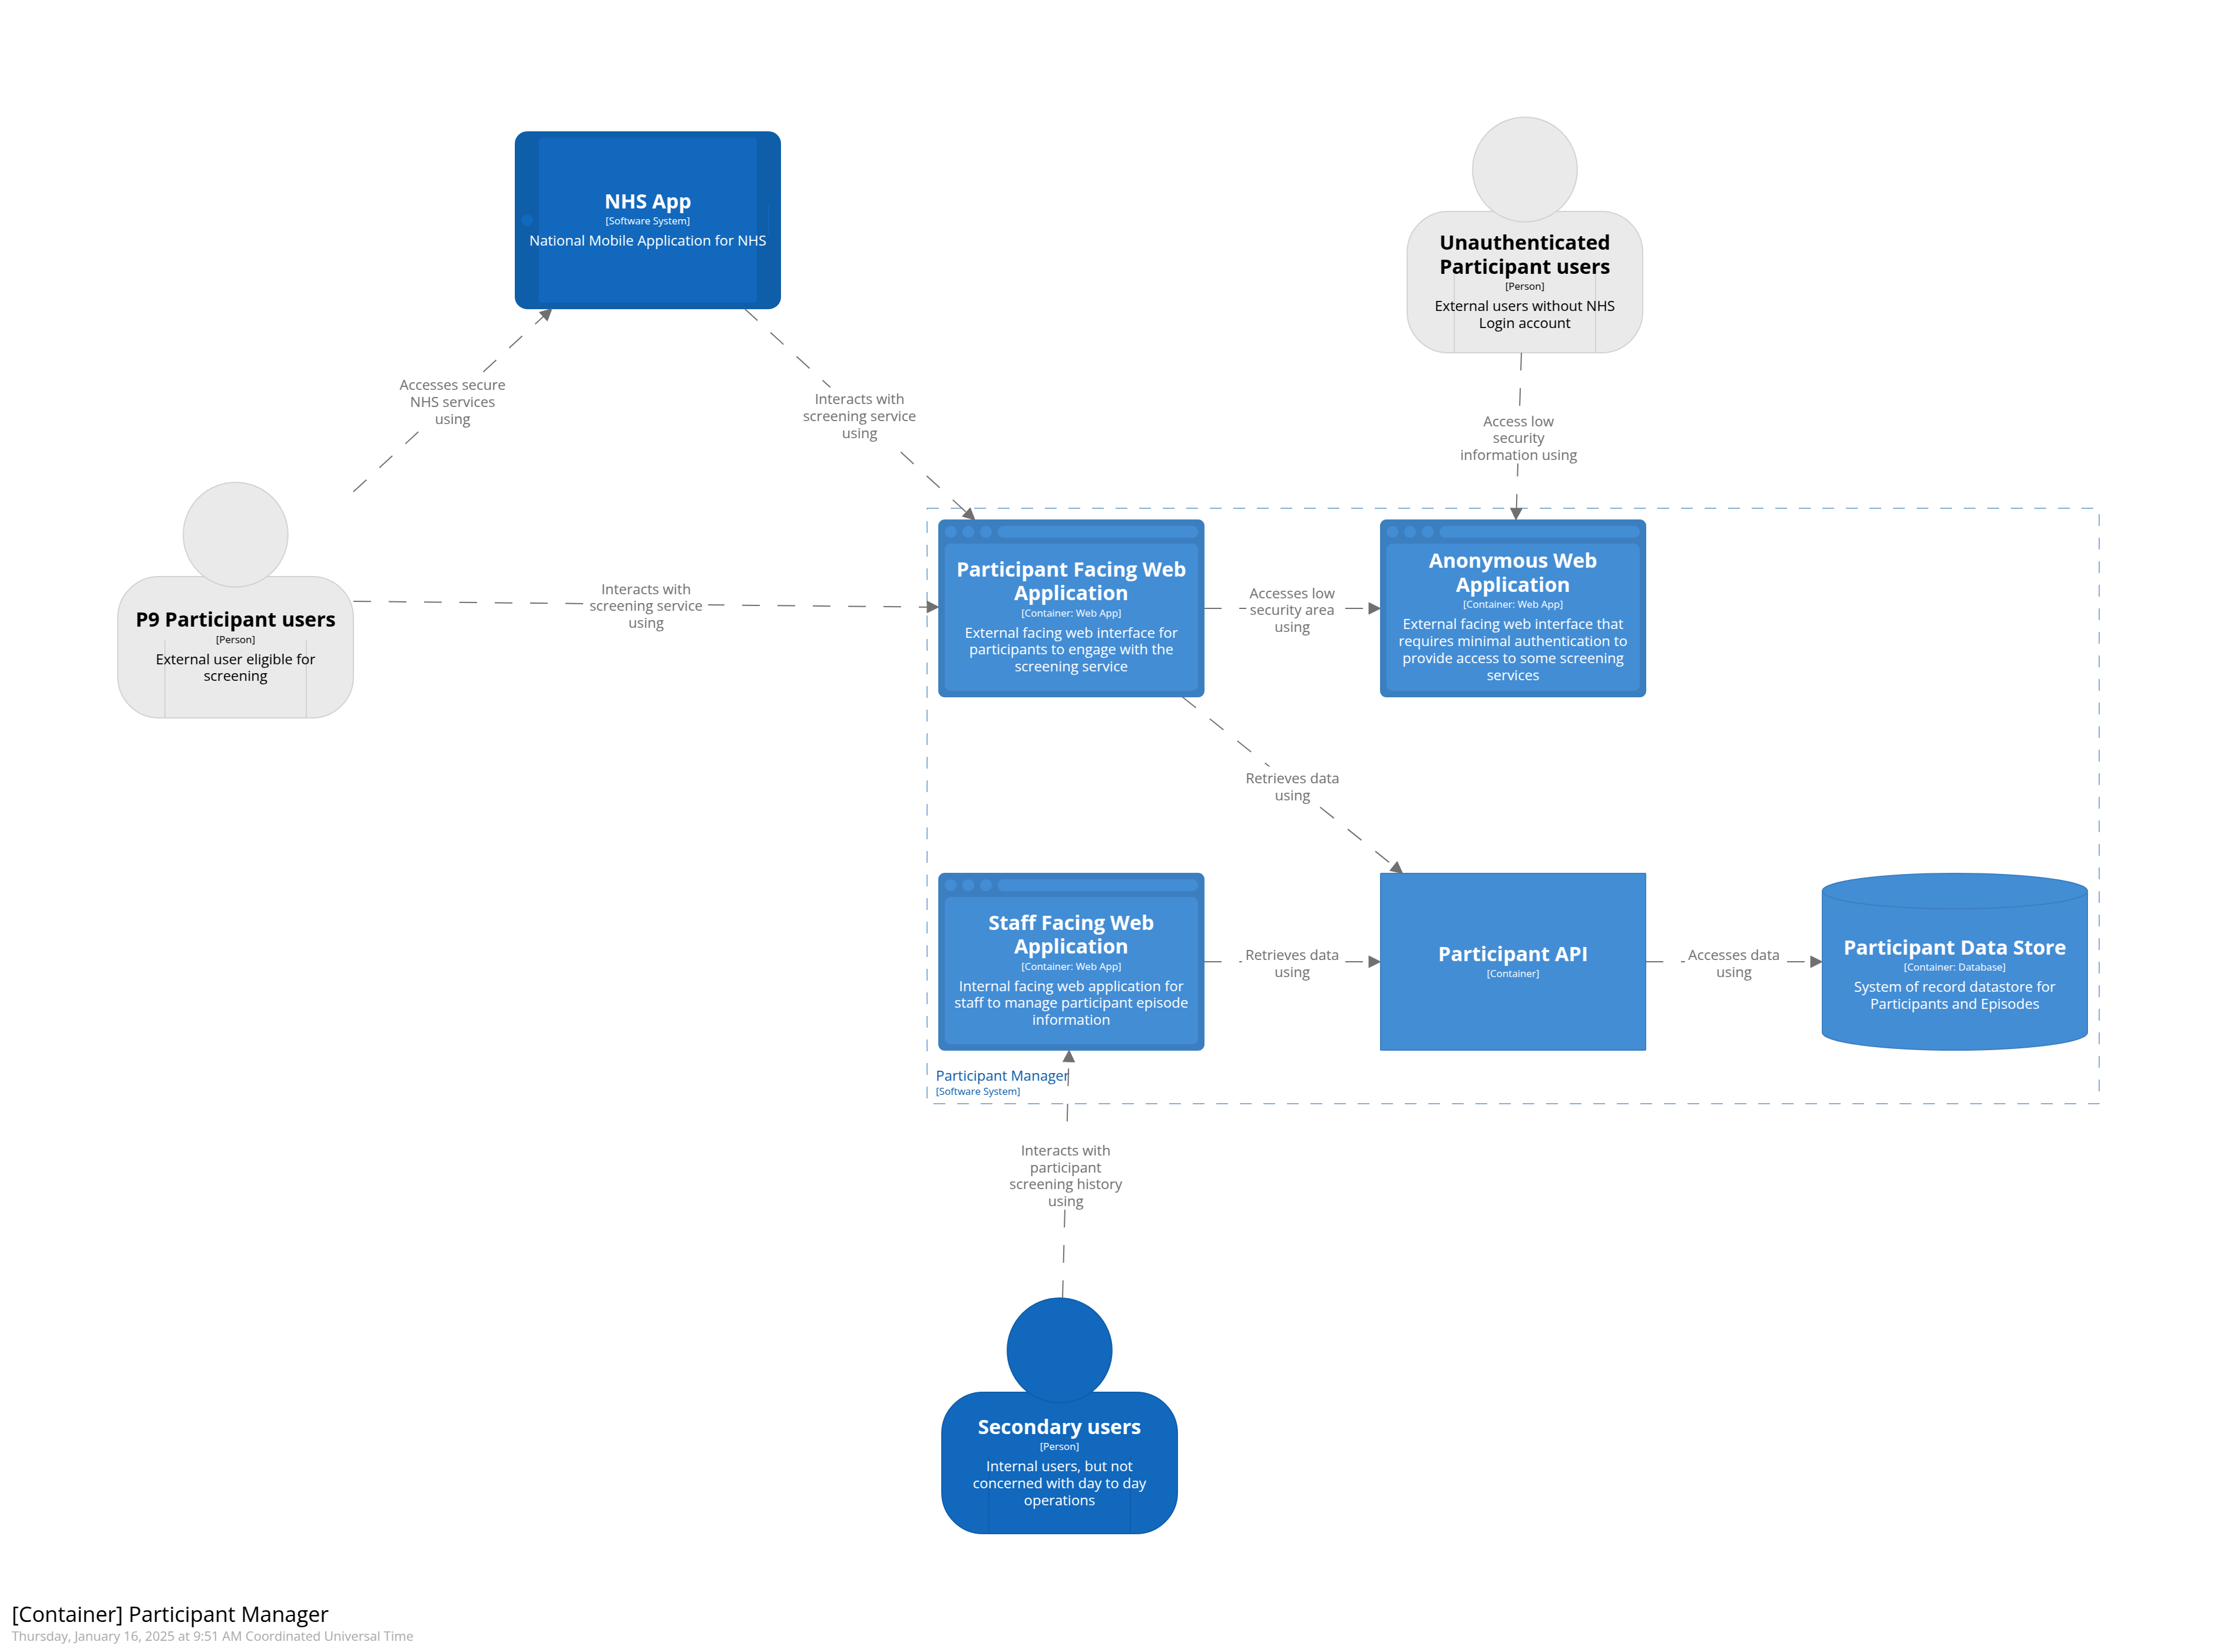 NHS App
[Software System]
National Mobile Application for NHS
Unauthenticated
Participant users
[Person]
External users without NHS
Login account
Accesses secure
NHS services
using
Interacts with
screening service
using
Access low
security
information using
P9 Participant users
[Person]
External user eligible for
screening
Interacts with
screening service
using
Participant Facing Web
Application
[Container: Web App]
External facing web interface for
participants to engage with the
screening service
Accesses low
security area
using
Anonymous Web
Application
[Container: Web App]
External facing web interface that
requires minimal authentication to
provide access to some screening
services
Retrieves data
using
Staff Facing Web
Application
[Container: Web App]
Internal facing web application for
staff to manage participant episode
information
Retrieves data
using
Participant API
[Container]
Accesses data
using
Participant Data Store
[Container: Database]
System of record datastore for
Participants and Episodes
Participant Manager
[Software System]
Interacts with
participant
screening history
using
Secondary users
[Person]
Internal users, but not
concerned with day to day
operations
[Container] Participant Manager
Thursday, January 16, 2025 at 9:51 AM Coordinated Universal Time